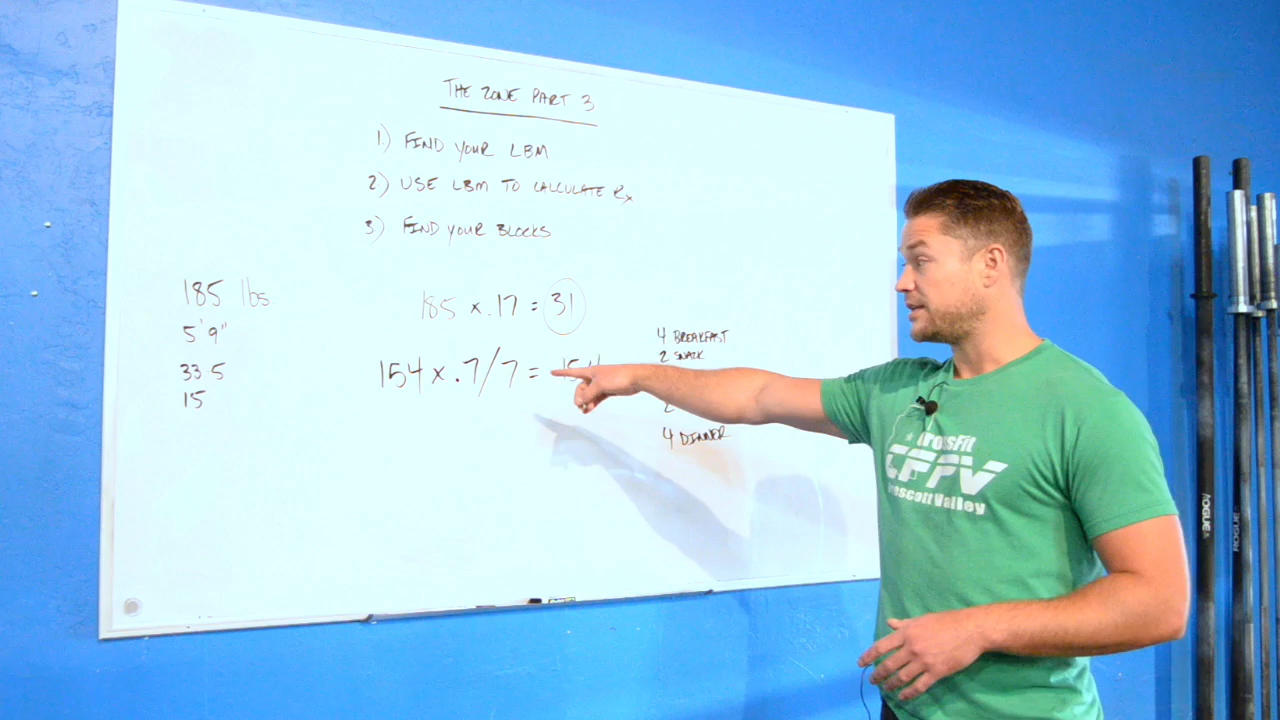 THE ZONE PART 3
1.) FIND YOUR LBM
2.) USE LBM TO CALCULATE Rx
3.) FIND YOUR BLOCKS
185 lbs
5'9"
33.5
15
185 x .17 = 31
154 x .7/7 = 15.4
4 BREAKFAST
2 SNACK
2
4 DINNER
CROSSFIT
CFPV
Prescott Valley
ROGUE
ROGUE